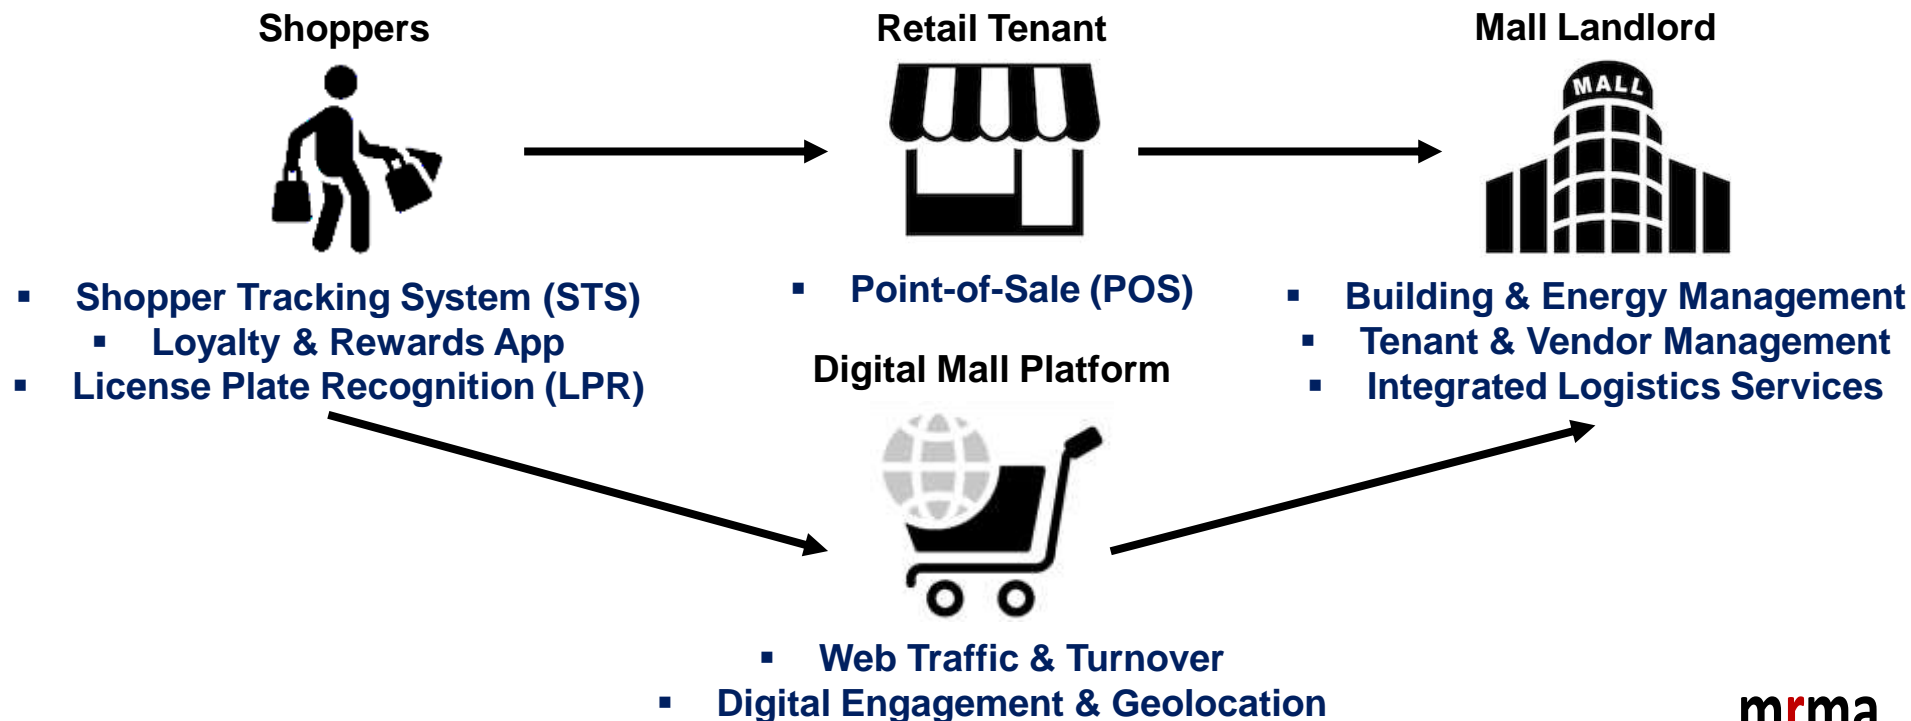 Shoppers
Retail Tenant
Mall Landlord
MALL
▪ Shopper Tracking System (STS)
▪ Loyalty & Rewards App
▪ License Plate Recognition (LPR)
▪ Point-of-Sale (POS)
▪ Building & Energy Management
▪ Tenant & Vendor Management
▪ Integrated Logistics Services
Digital Mall Platform
▪ Web Traffic & Turnover
▪ Digital Engagement & Geolocation
mrma